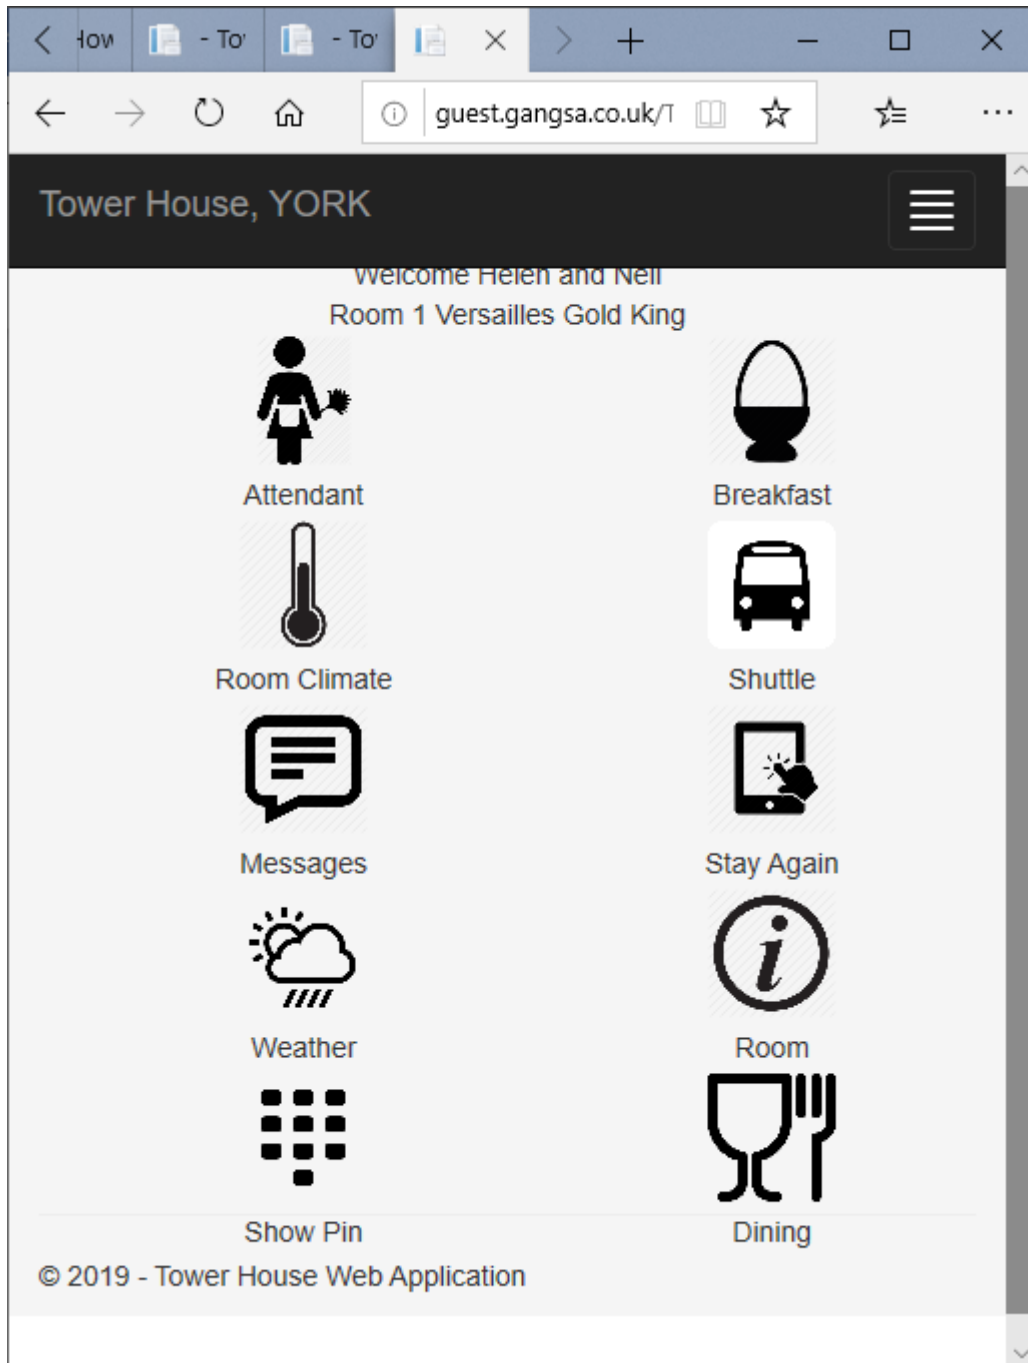 How
- To
- To
guest.gangsa.co.uk/T
Tower House, YORK
Welcome Helen and Neil
Room 1 Versailles Gold King
Attendant Breakfast
Room Climate Shuttle
Messages Stay Again
i
Weather Room
Show Pin Dining
© 2019 - Tower House Web Application